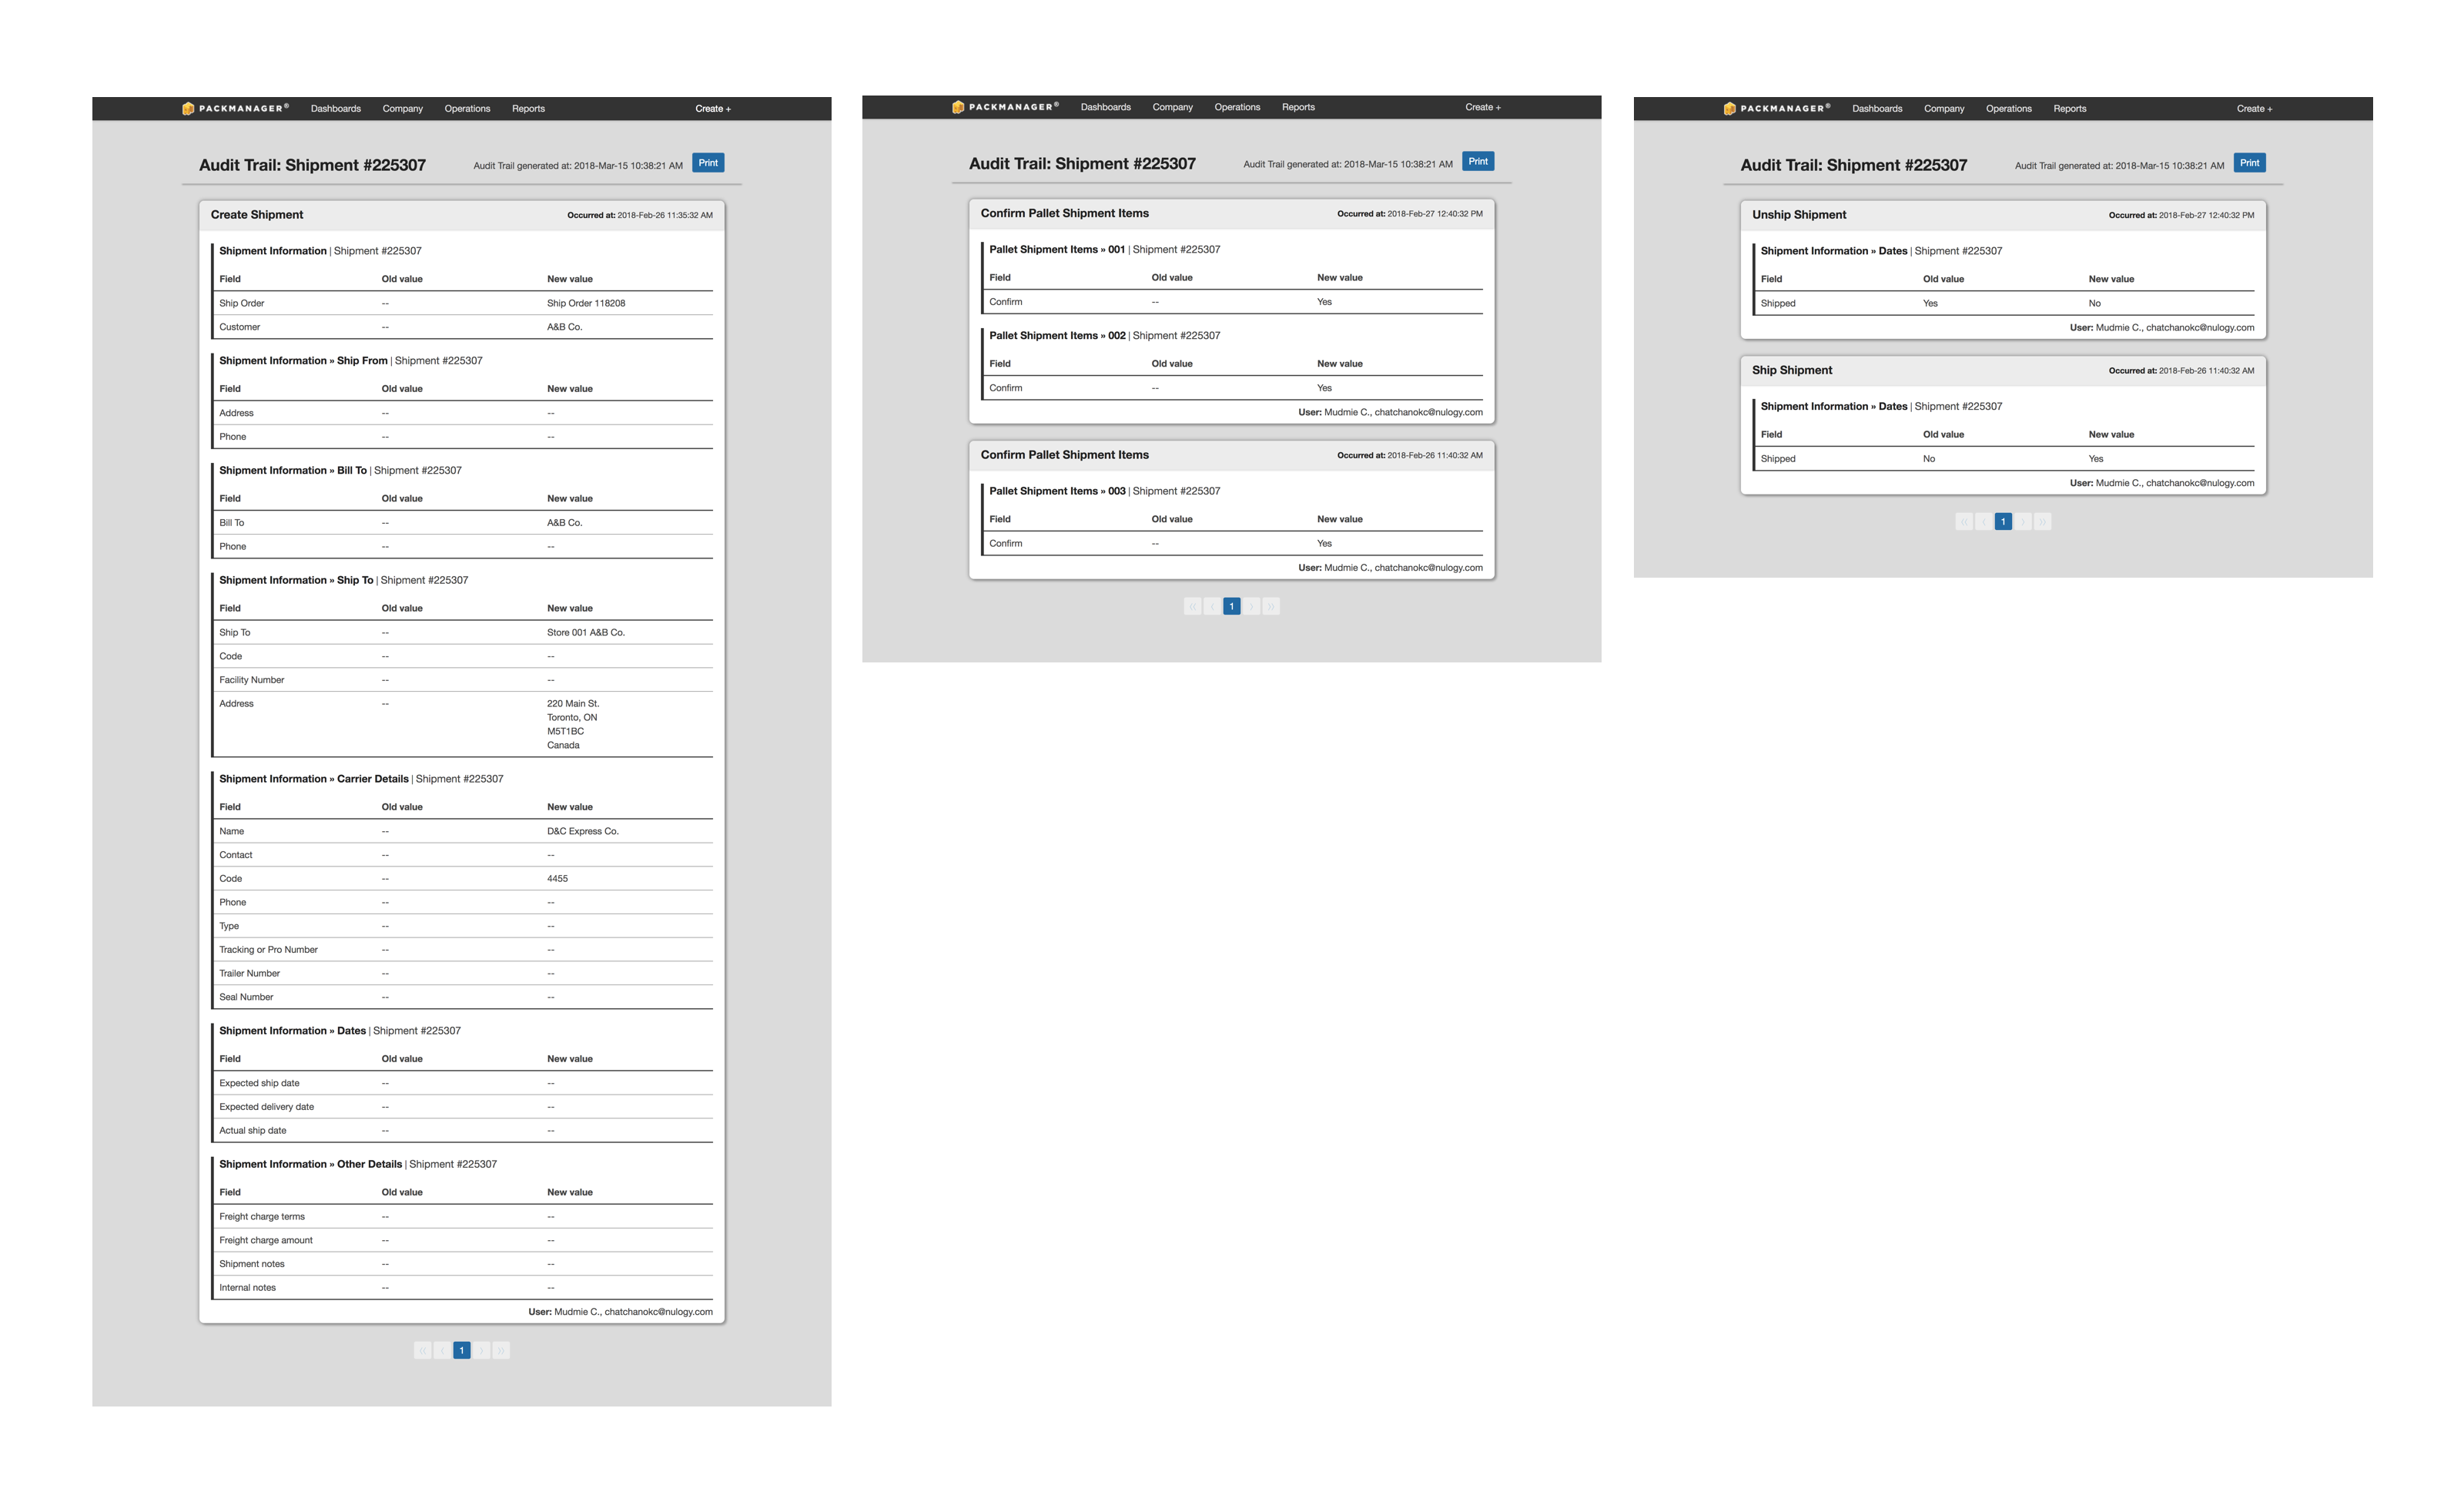 PACKMANAGER® Dashboards Company Operations Reports Create +
Audit Trail: Shipment #225307 Audit Trail generated at: 2018-Mar-15 10:38:21 AM Print
Create Shipment Occurred at: 2018-Feb-26 11:35:32 AM
Shipment Information | Shipment #225307
Field Old value New value
Ship Order -- Ship Order 118208
Customer -- A&B Co.
Shipment Information » Ship From | Shipment #225307
Field Old value New value
Address -- --
Phone -- --
Shipment Information » Bill To | Shipment #225307
Field Old value New value
Bill To -- A&B Co.
Phone -- --
Shipment Information » Ship To | Shipment #225307
Field Old value New value
Ship To -- Store 001 A&B Co.
Code -- --
Facility Number -- --
Address -- 220 Main St.
Toronto, ON
M5T1BC
Canada
Shipment Information » Carrier Details | Shipment #225307
Field Old value New value
Name -- D&C Express Co.
Contact -- --
Code -- 4455
Phone -- --
Type -- --
Tracking or Pro Number -- --
Trailer Number -- --
Seal Number -- --
Shipment Information » Dates | Shipment #225307
Field Old value New value
Expected ship date -- --
Expected delivery date -- --
Actual ship date -- --
Shipment Information » Other Details | Shipment #225307
Field Old value New value
Freight charge terms -- --
Freight charge amount -- --
Shipment notes -- --
Internal notes -- --
User: Mudmie C., chatchanokc@nulogy.com
1
PACKMANAGER® Dashboards Company Operations Reports Create +
Audit Trail: Shipment #225307 Audit Trail generated at: 2018-Mar-15 10:38:21 AM Print
Confirm Pallet Shipment Items Occurred at: 2018-Feb-27 12:40:32 PM
Pallet Shipment Items » 001 | Shipment #225307
Field Old value New value
Confirm -- Yes
Pallet Shipment Items » 002 | Shipment #225307
Field Old value New value
Confirm -- Yes
User: Mudmie C., chatchanokc@nulogy.com
Confirm Pallet Shipment Items Occurred at: 2018-Feb-26 11:40:32 AM
Pallet Shipment Items » 003 | Shipment #225307
Field Old value New value
Confirm -- Yes
User: Mudmie C., chatchanokc@nulogy.com
1
PACKMANAGER® Dashboards Company Operations Reports Create +
Audit Trail: Shipment #225307 Audit Trail generated at: 2018-Mar-15 10:38:21 AM Print
Unship Shipment Occurred at: 2018-Feb-27 12:40:32 PM
Shipment Information » Dates | Shipment #225307
Field Old value New value
Shipped Yes No
User: Mudmie C., chatchanokc@nulogy.com
Ship Shipment Occurred at: 2018-Feb-26 11:40:32 AM
Shipment Information » Dates | Shipment #225307
Field Old value New value
Shipped No Yes
User: Mudmie C., chatchanokc@nulogy.com
1